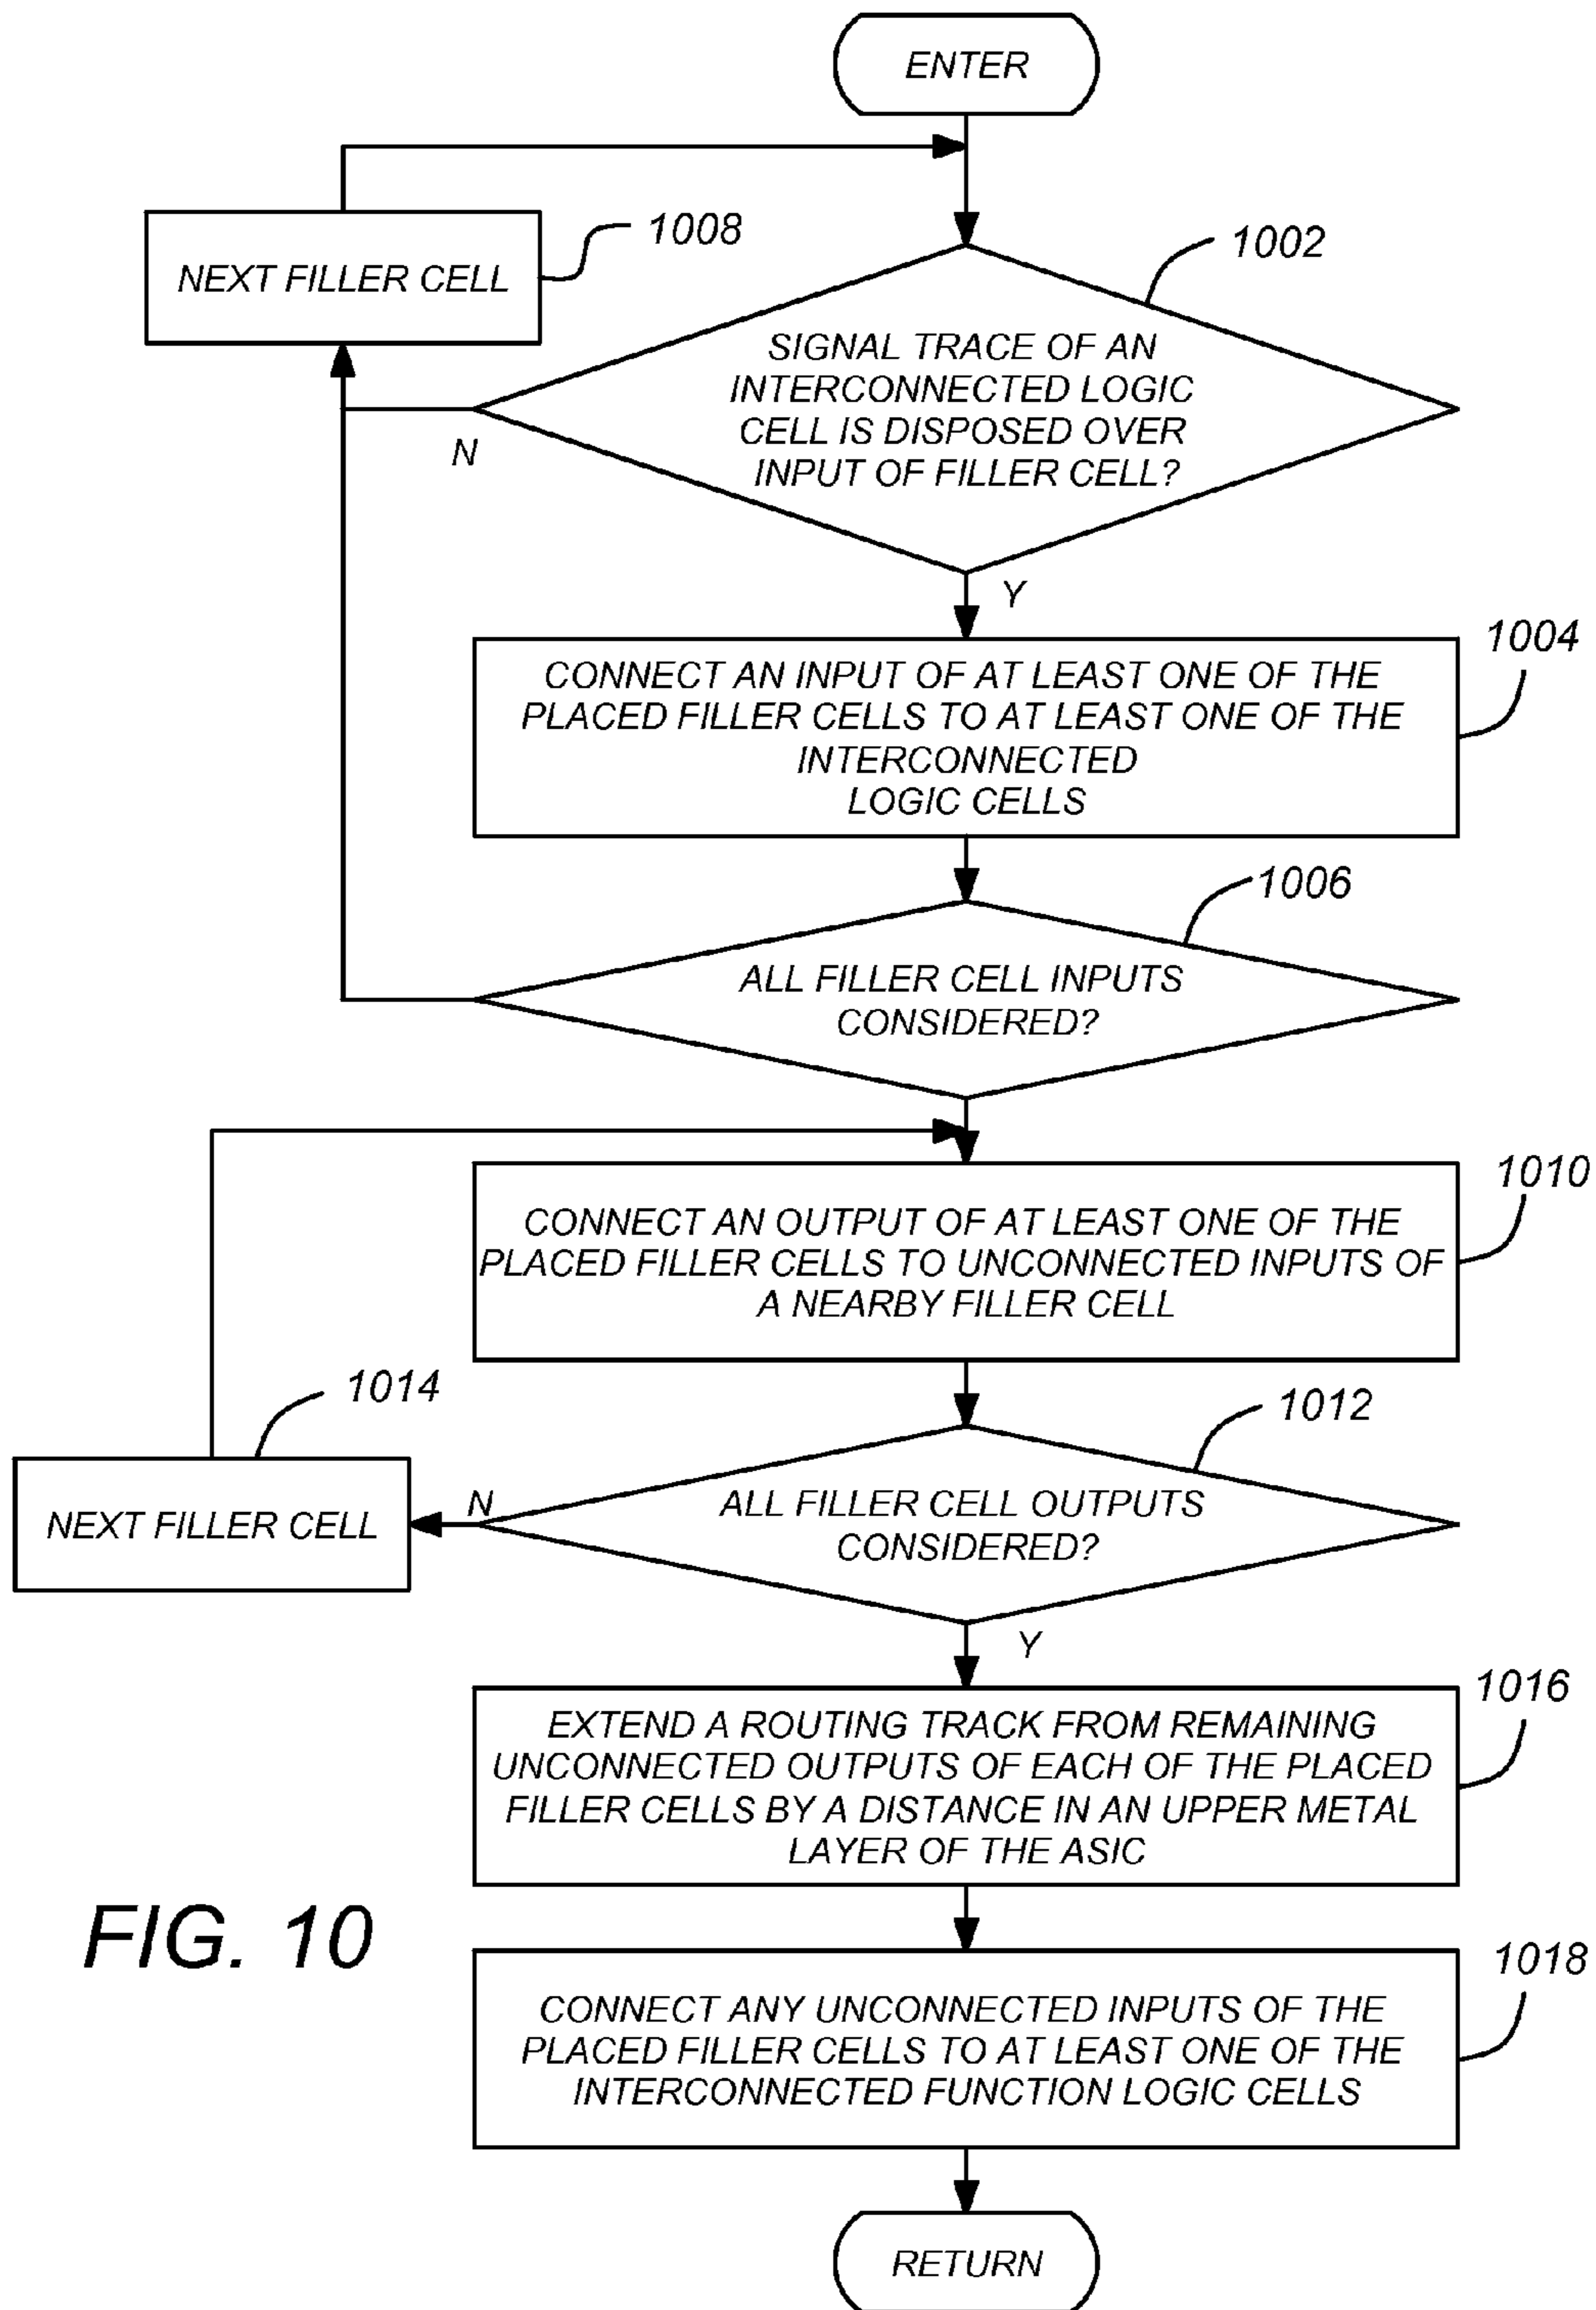 ENTER
NEXT FILLER CELL
1008
1002
SIGNAL TRACE OF AN
INTERCONNECTED LOGIC
CELL IS DISPOSED OVER
INPUT OF FILLER CELL?
N
Y
1004
CONNECT AN INPUT OF AT LEAST ONE OF THE
PLACED FILLER CELLS TO AT LEAST ONE OF THE
INTERCONNECTED
LOGIC CELLS
1006
ALL FILLER CELL INPUTS
CONSIDERED?
1010
CONNECT AN OUTPUT OF AT LEAST ONE OF THE
PLACED FILLER CELLS TO UNCONNECTED INPUTS OF
A NEARBY FILLER CELL
1014
1012
NEXT FILLER CELL
N
ALL FILLER CELL OUTPUTS
CONSIDERED?
Y
1016
EXTEND A ROUTING TRACK FROM REMAINING
UNCONNECTED OUTPUTS OF EACH OF THE PLACED
FILLER CELLS BY A DISTANCE IN AN UPPER METAL
LAYER OF THE ASIC
FIG. 10
1018
CONNECT ANY UNCONNECTED INPUTS OF THE
PLACED FILLER CELLS TO AT LEAST ONE OF THE
INTERCONNECTED FUNCTION LOGIC CELLS
RETURN